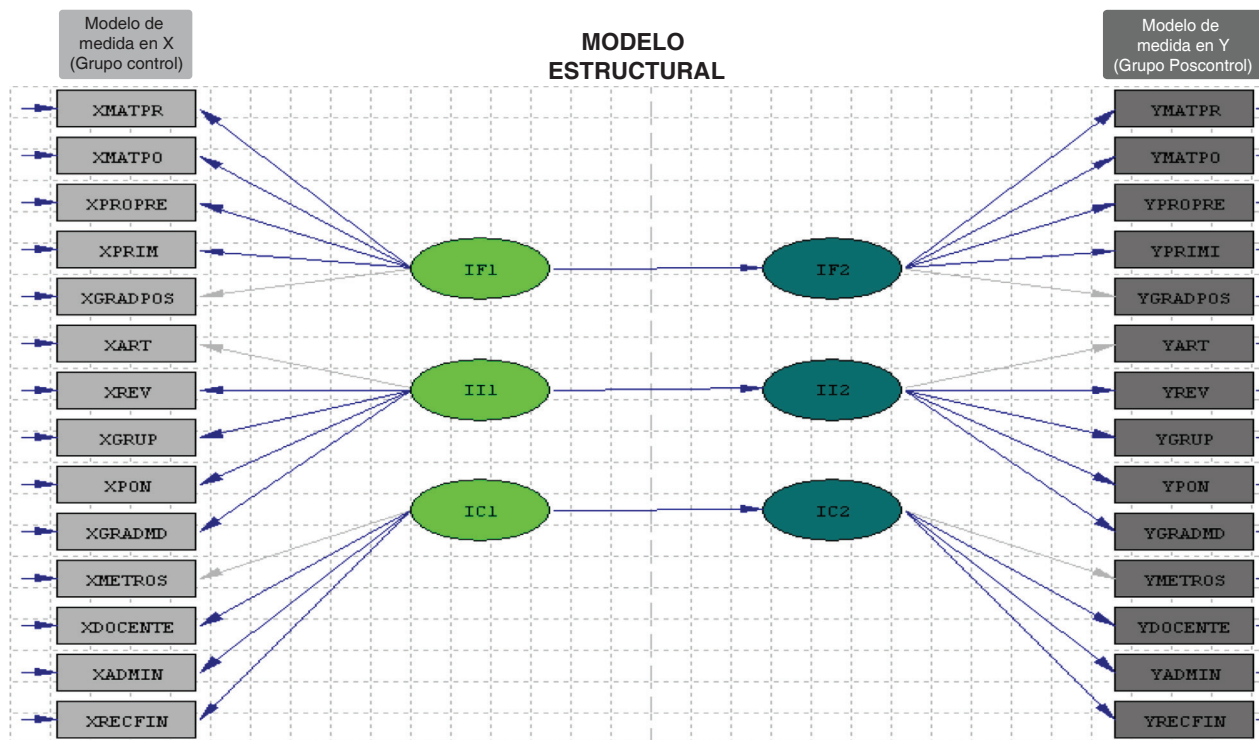 Modelo de
medida en X
(Grupo control)
MODELO
ESTRUCTURAL
Modelo de
medida en Y
(Grupo Poscontrol)
XMATPR
XMATPO
XPROPRE
XPRIM
XGRADPOS
XART
XREV
XGRUP
XPON
XGRADMD
XMETROS
XDOCENTE
XADMIN
XRECFIN
IF1
II1
IC1
IF2
II2
IC2
YMATPR
YMATPO
YPROPRE
YPRIMI
YGRADPOS
YART
YREV
YGRUP
YPON
YGRADMD
YMETROS
YDOCENTE
YADMIN
YRECFIN